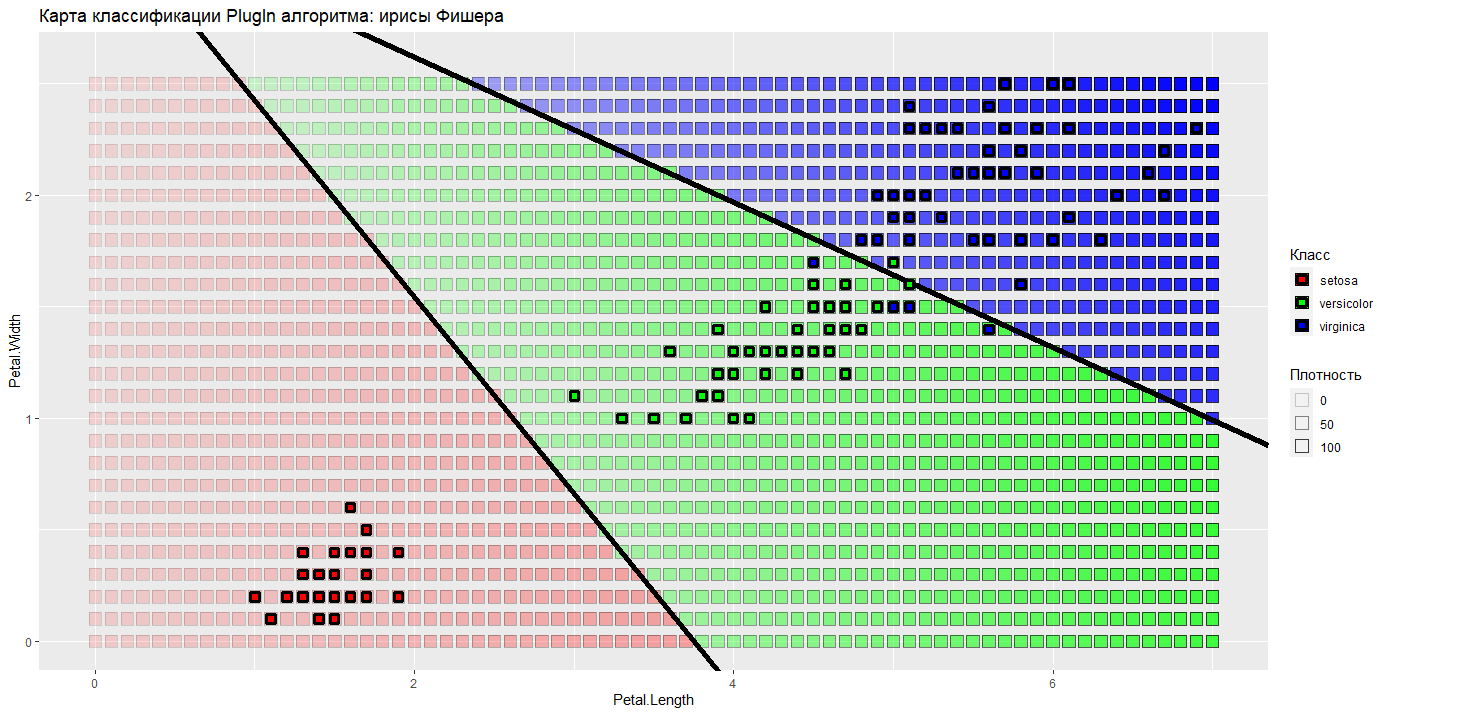 Карта классификации PlugIn алгоритма: ирисы Фишера
Petal.Width
2
1
0
0
2
4
6
Petal.Length
Класс
setosa
versicolor
virginica
Плотность
0
50
100